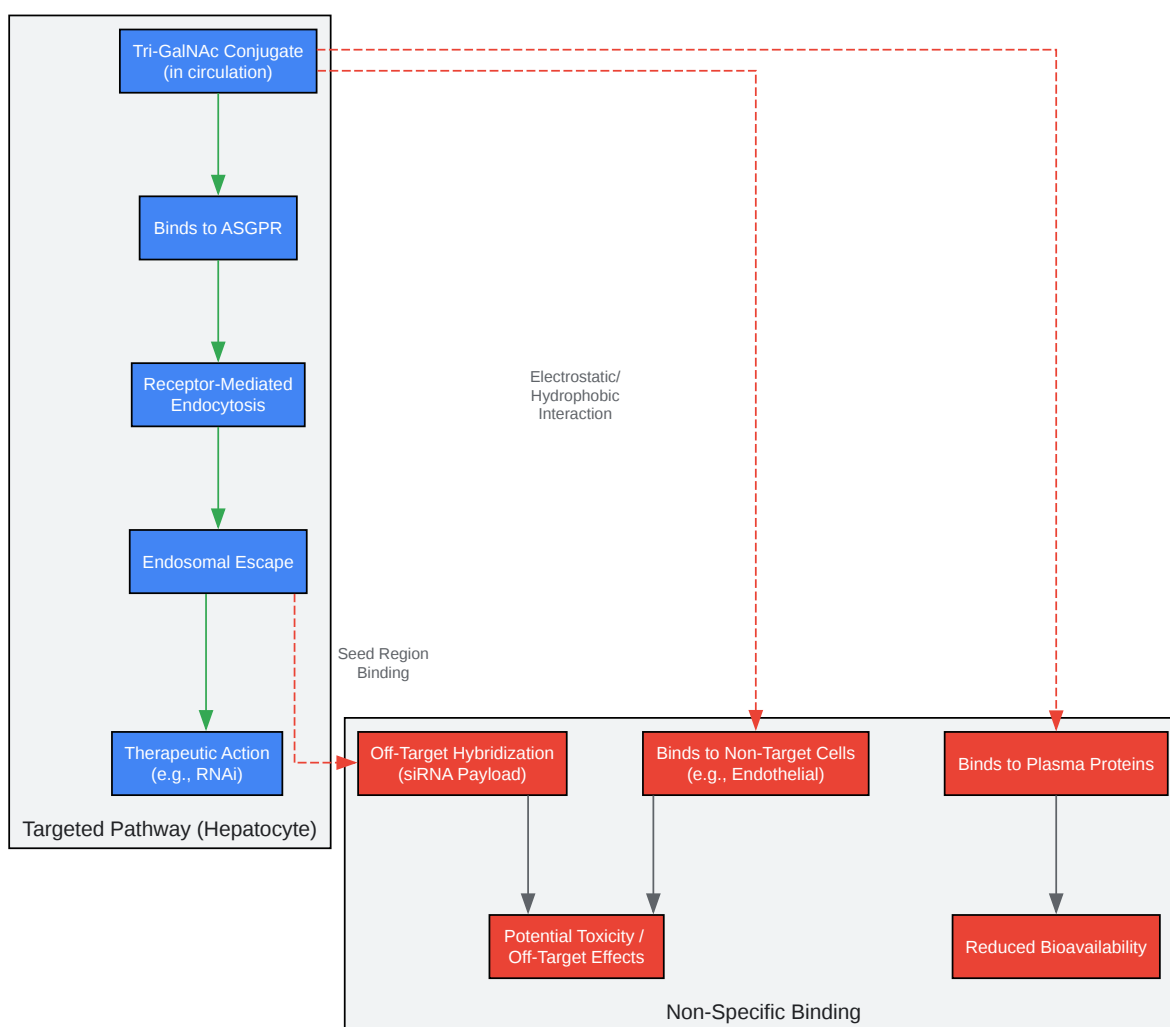 Tri-GalNAc Conjugate
(in circulation)
Binds to ASGPR
Receptor-Mediated
Endocytosis
Electrostatic/
Hydrophobic
Interaction
Endosomal Escape
Seed Region
Binding
Therapeutic Action
(e.g., RNAi)
Off-Target Hybridization
(siRNA Payload)
Binds to Non-Target Cells
(e.g., Endothelial)
Binds to Plasma Proteins
Targeted Pathway (Hepatocyte)
Potential Toxicity /
Off-Target Effects
Reduced Bioavailability
Non-Specific Binding